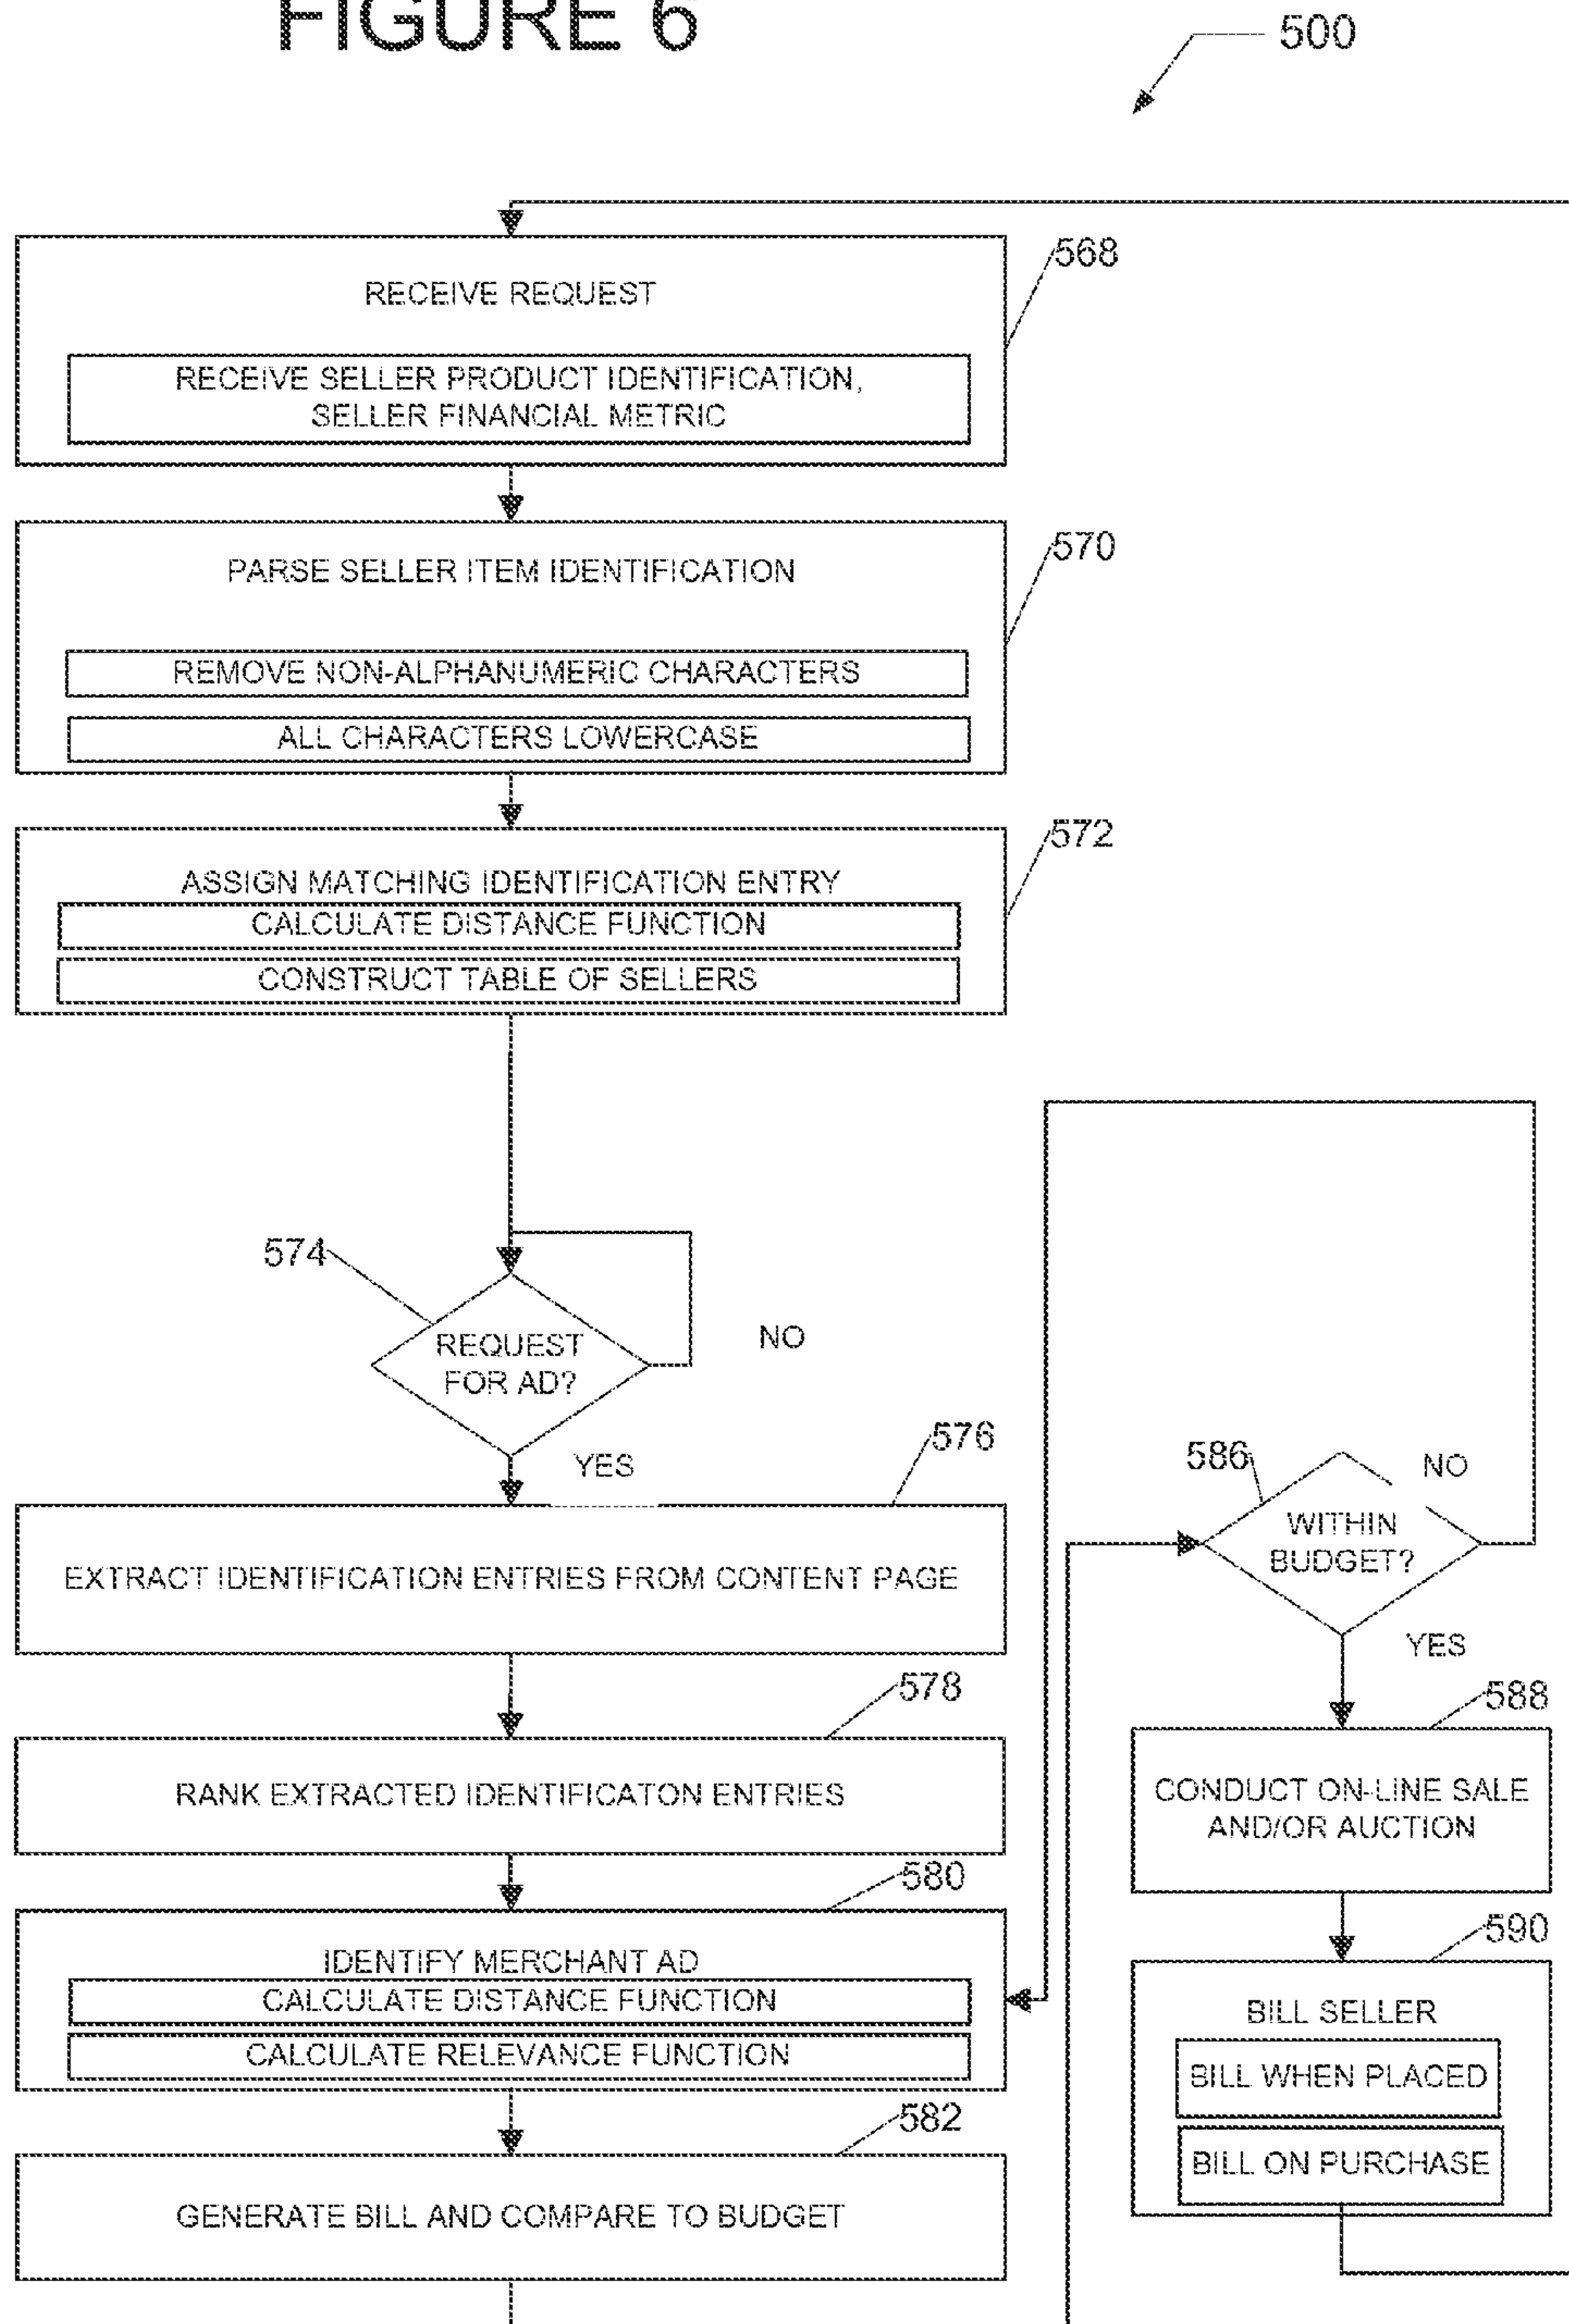 FIGURE 6
500
568
RECEIVE REQUEST
RECEIVE SELLER PRODUCT IDENTIFICATION,
SELLER FINANCIAL METRIC
570
PARSE SELLER ITEM IDENTIFICATION
REMOVE NON-ALPHANUMERIC CHARACTERS
ALL CHARACTERS LOWERCASE
572
ASSIGN MATCHING IDENTIFICATION ENTRY
CALCULATE DISTANCE FUNCTION
CONSTRUCT TABLE OF SELLERS
574
REQUEST
FOR AD?
NO
YES
576
EXTRACT IDENTIFICATION ENTRIES FROM CONTENT PAGE
578
RANK EXTRACTED IDENTIFICATON ENTRIES
580
IDENTIFY MERCHANT AD
CALCULATE DISTANCE FUNCTION
CALCULATE RELEVANCE FUNCTION
582
GENERATE BILL AND COMPARE TO BUDGET
586
NO
WITHIN
BUDGET?
YES
588
CONDUCT ON-LINE SALE
AND/OR AUCTION
590
BILL SELLER
BILL WHEN PLACED
BILL ON PURCHASE